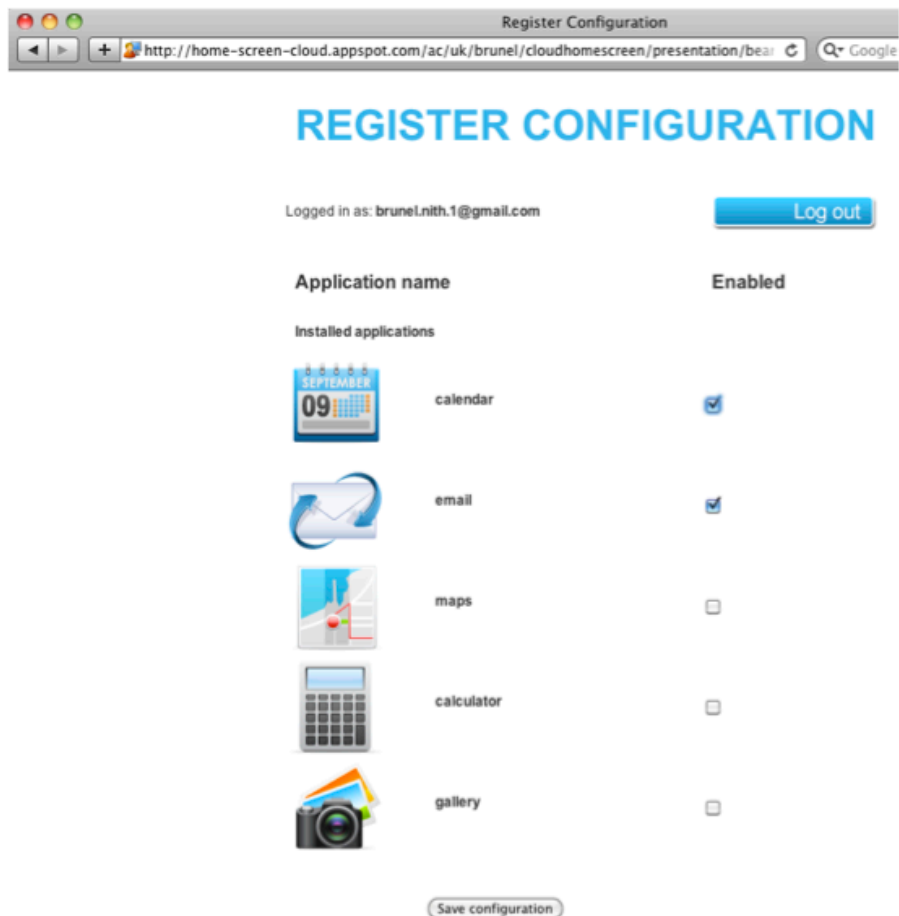 Register Configuration
http://home-screen-cloud.appspot.com/ac/uk/brunel/cloudhomescreen/presentation/bear
Google
REGISTER CONFIGURATION
Logged in as: brunel.nith.1@gmail.com
Log out
Application name Enabled
Installed applications
SEPTEMBER
09
calendar
email
maps
calculator
gallery
Save configuration